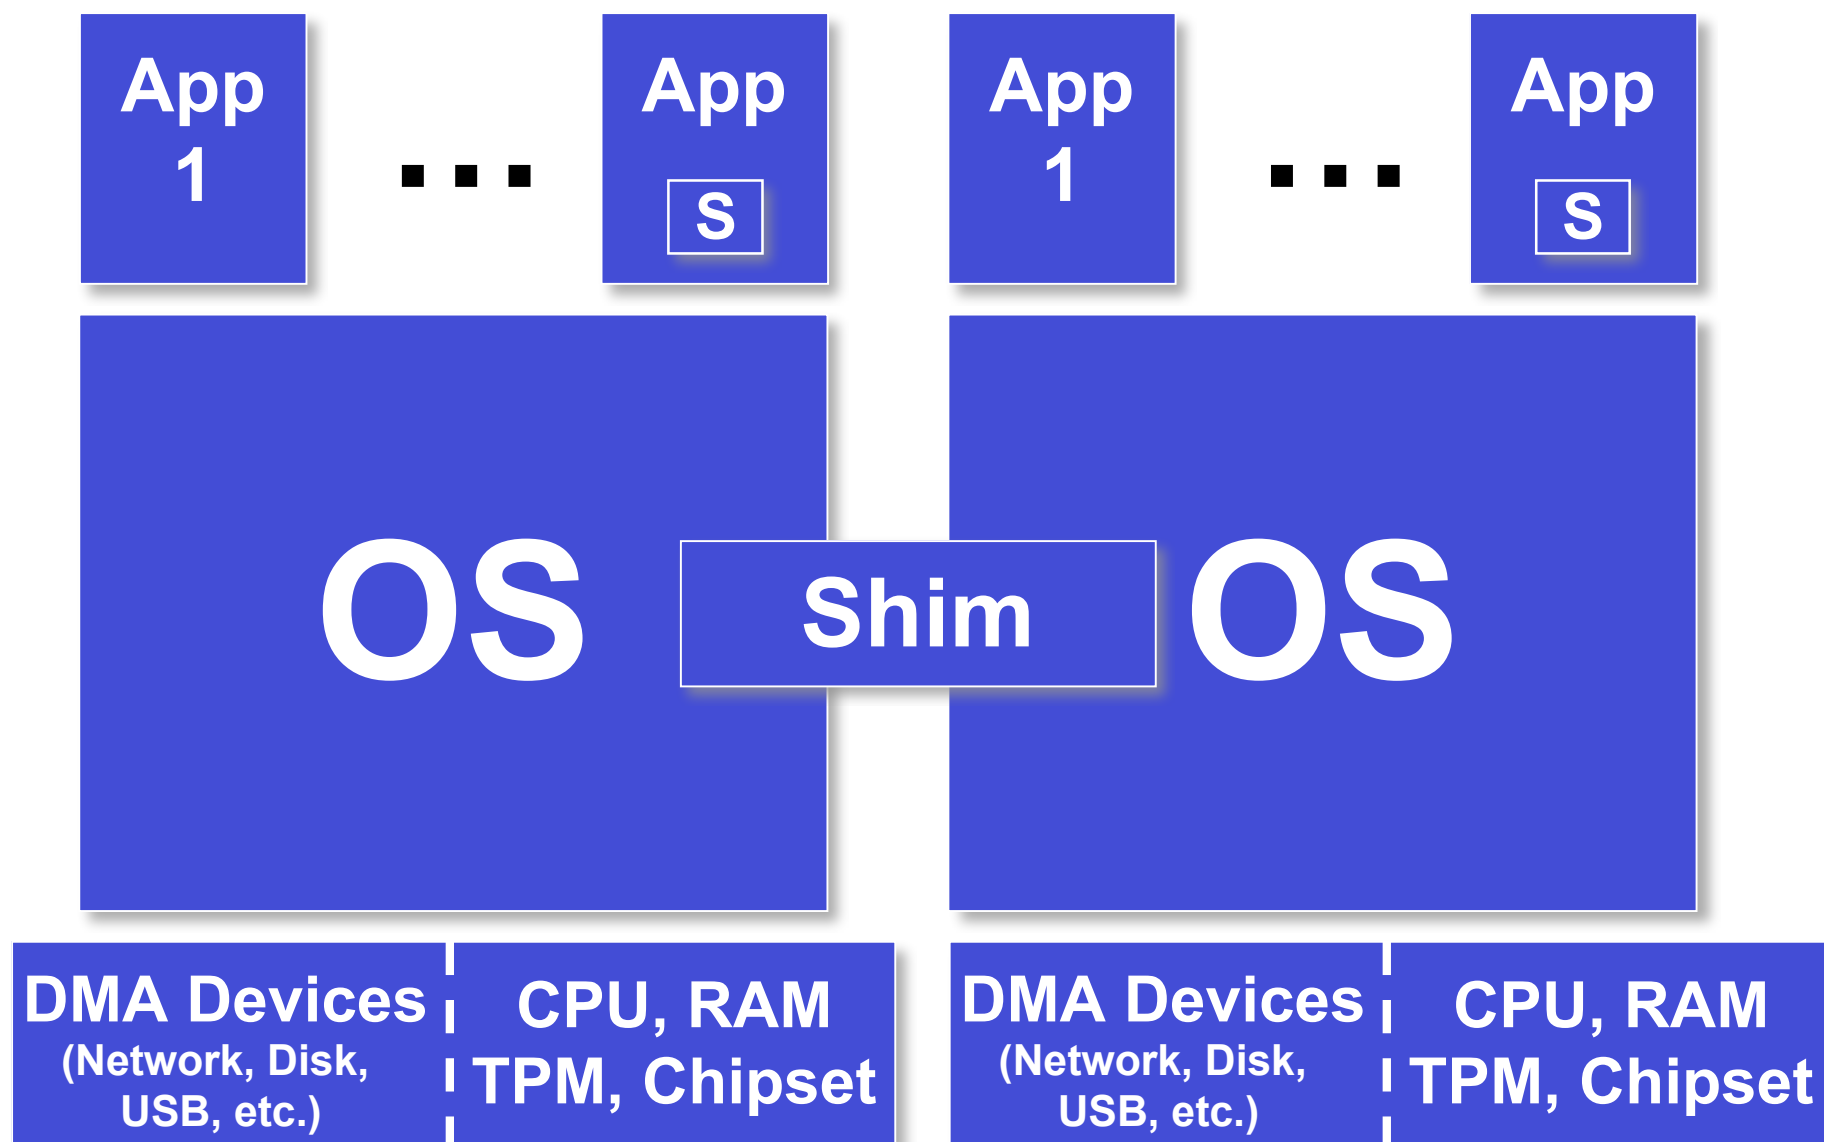 App
1
...
App
S
App
1
...
App
S
OS
Shim
OS
DMA Devices
(Network, Disk,
USB, etc.)
CPU, RAM
TPM, Chipset
DMA Devices
(Network, Disk,
USB, etc.)
CPU, RAM
TPM, Chipset